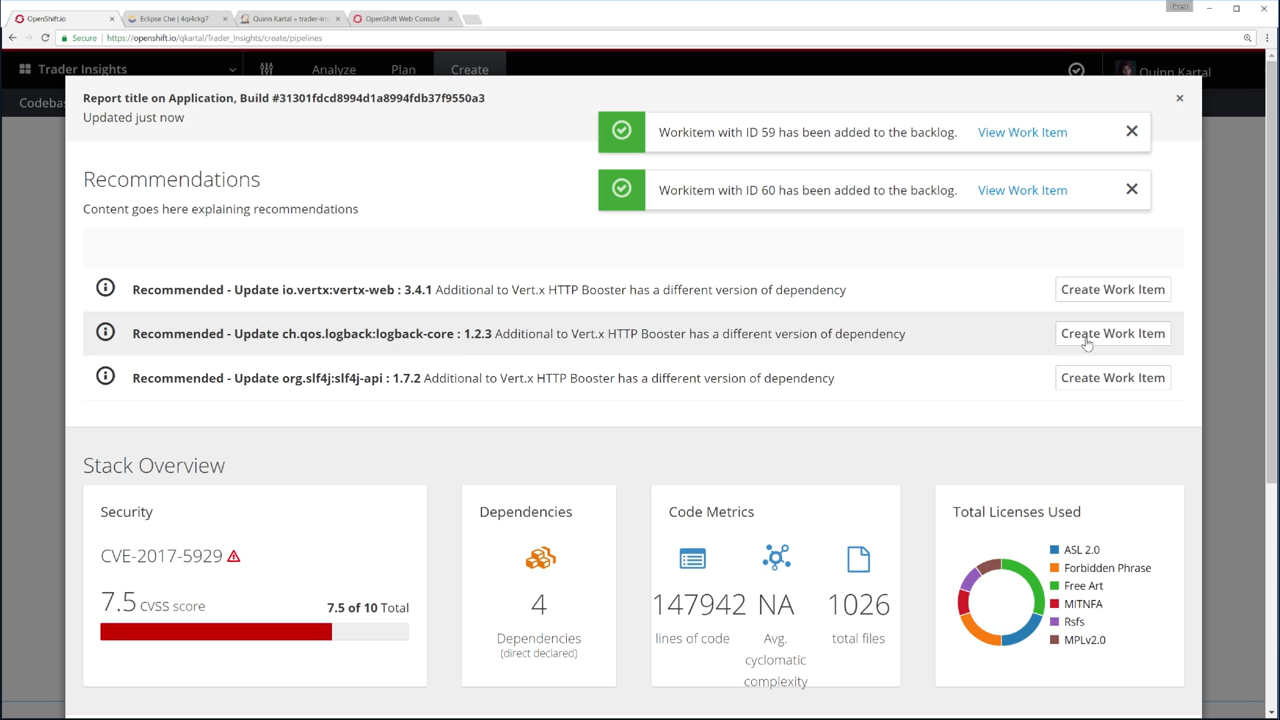 OpenShift.io
Eclipse Che | 4qj4ckg7
Quinn Kartal » trader-ins
OpenShift Web Console
Guest
Secure
https://openshift.io/qkartal/Trader_Insights/create/pipelines
Trader Insights
Analyze
Plan
Create
Quinn Kartal
Codebas
Report title on Application, Build #31301fdcd8994d1a8994fdb37f9550a3
Updated just now
Workitem with ID 59 has been added to the backlog. View Work Item
Workitem with ID 60 has been added to the backlog. View Work Item
Recommendations
Content goes here explaining recommendations
Recommended - Update io.vertx:vertx-web : 3.4.1 Additional to Vert.x HTTP Booster has a different version of dependency
Create Work Item
Recommended - Update ch.qos.logback:logback-core : 1.2.3 Additional to Vert.x HTTP Booster has a different version of dependency
Create Work Item
Recommended - Update org.slf4j:slf4j-api : 1.7.2 Additional to Vert.x HTTP Booster has a different version of dependency
Create Work Item
Stack Overview
Security
CVE-2017-5929
7.5 CVSS score
7.5 of 10 Total
Dependencies
4
Dependencies
(direct declared)
Code Metrics
147942
lines of code
NA
Avg.
cyclomatic
complexity
1026
total files
Total Licenses Used
ASL 2.0
Forbidden Phrase
Free Art
MITNFA
Rsfs
MPLv2.0